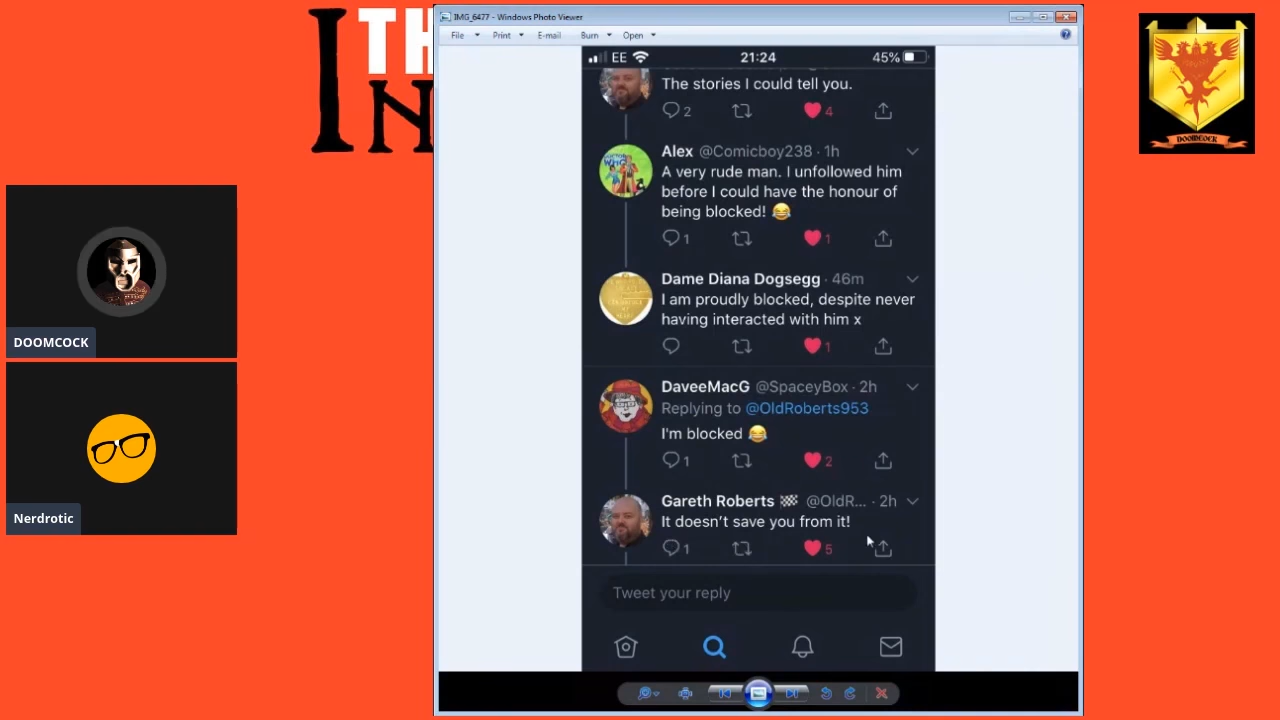 TH
IN
IMG_6477 - Windows Photo Viewer
File Print E-mail Burn Open
EE 21:24 45%
The stories I could tell you.
2 4
Alex @Comicboy238 · 1h
A very rude man. I unfollowed him
before I could have the honour of
being blocked! 😂
1 1
Dame Diana Dogsegg · 46m
I am proudly blocked, despite never
having interacted with him x
1
DaveeMacG @SpaceyBox · 2h
Replying to @OldRoberts953
I'm blocked 😂
1 2
Gareth Roberts 🏁 @OldR... · 2h
It doesn't save you from it!
1 5
Tweet your reply
DOOMCOCK
Nerdrotic
DOOMCOCK